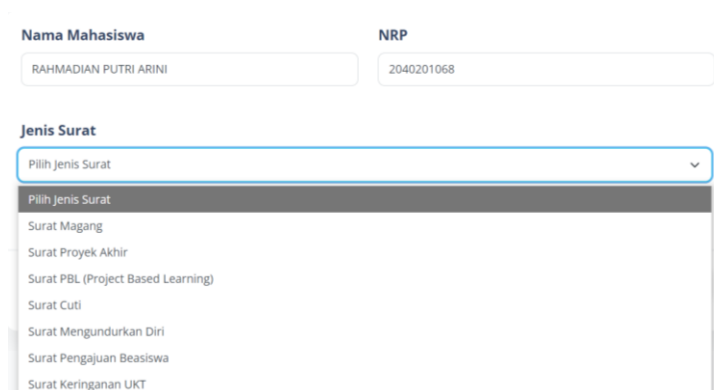 Nama Mahasiswa NRP
RAHMADIAN PUTRI ARINI 2040201068
Jenis Surat
Pilih Jenis Surat
Pilih Jenis Surat
Surat Magang
Surat Proyek Akhir
Surat PBL (Project Based Learning)
Surat Cuti
Surat Mengundurkan Diri
Surat Pengajuan Beasiswa
Surat Keringanan UKT